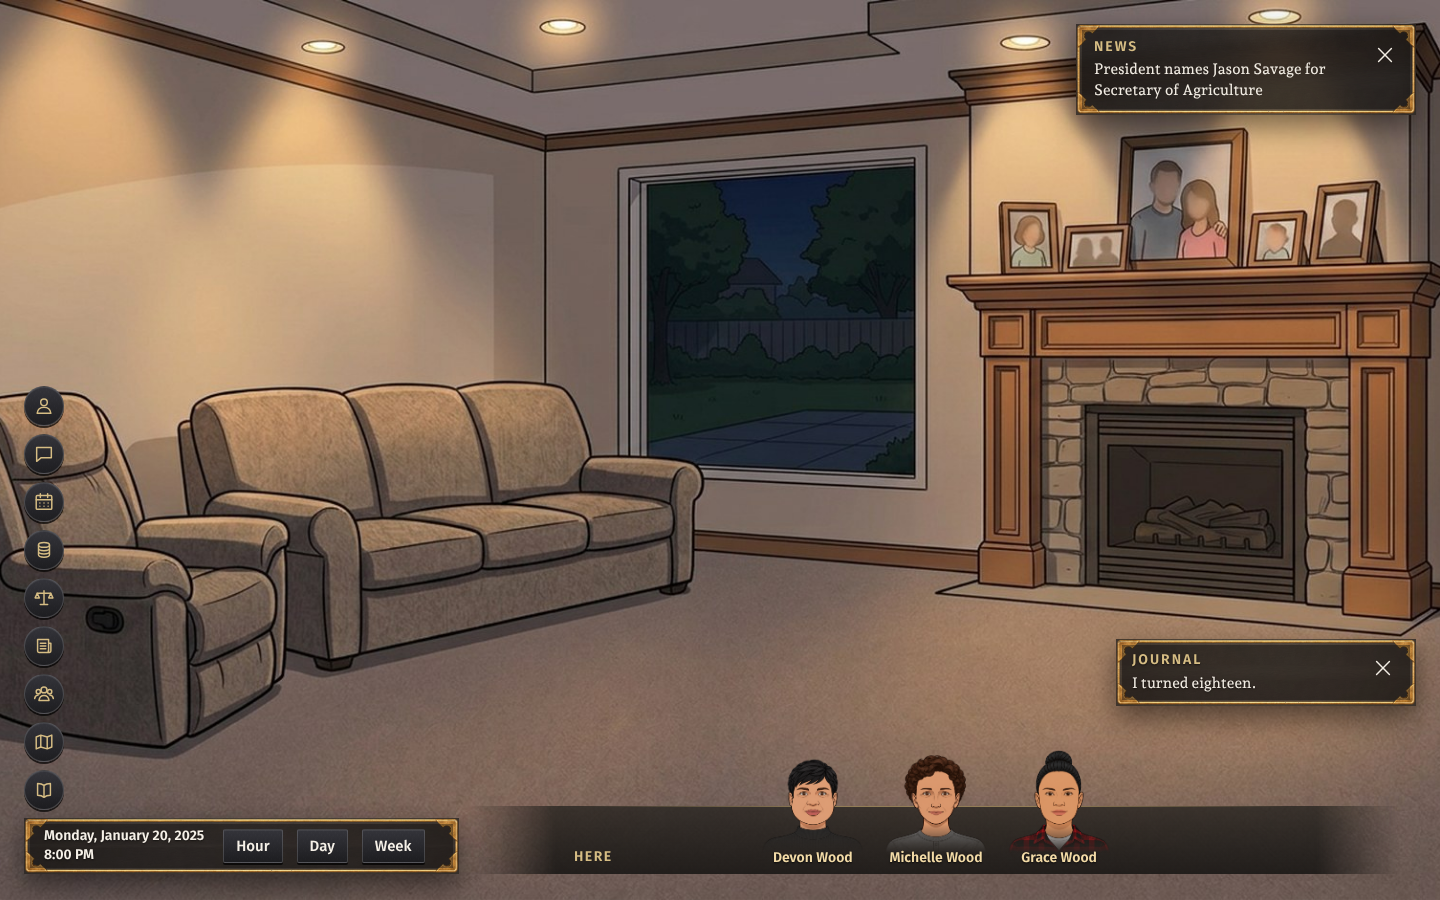 NEWS
President names Jason Savage for
Secretary of Agriculture
JOURNAL
I turned eighteen.
Monday, January 20, 2025
8:00 PM
Hour
Day
Week
HERE
Devon Wood
Michelle Wood
Grace Wood